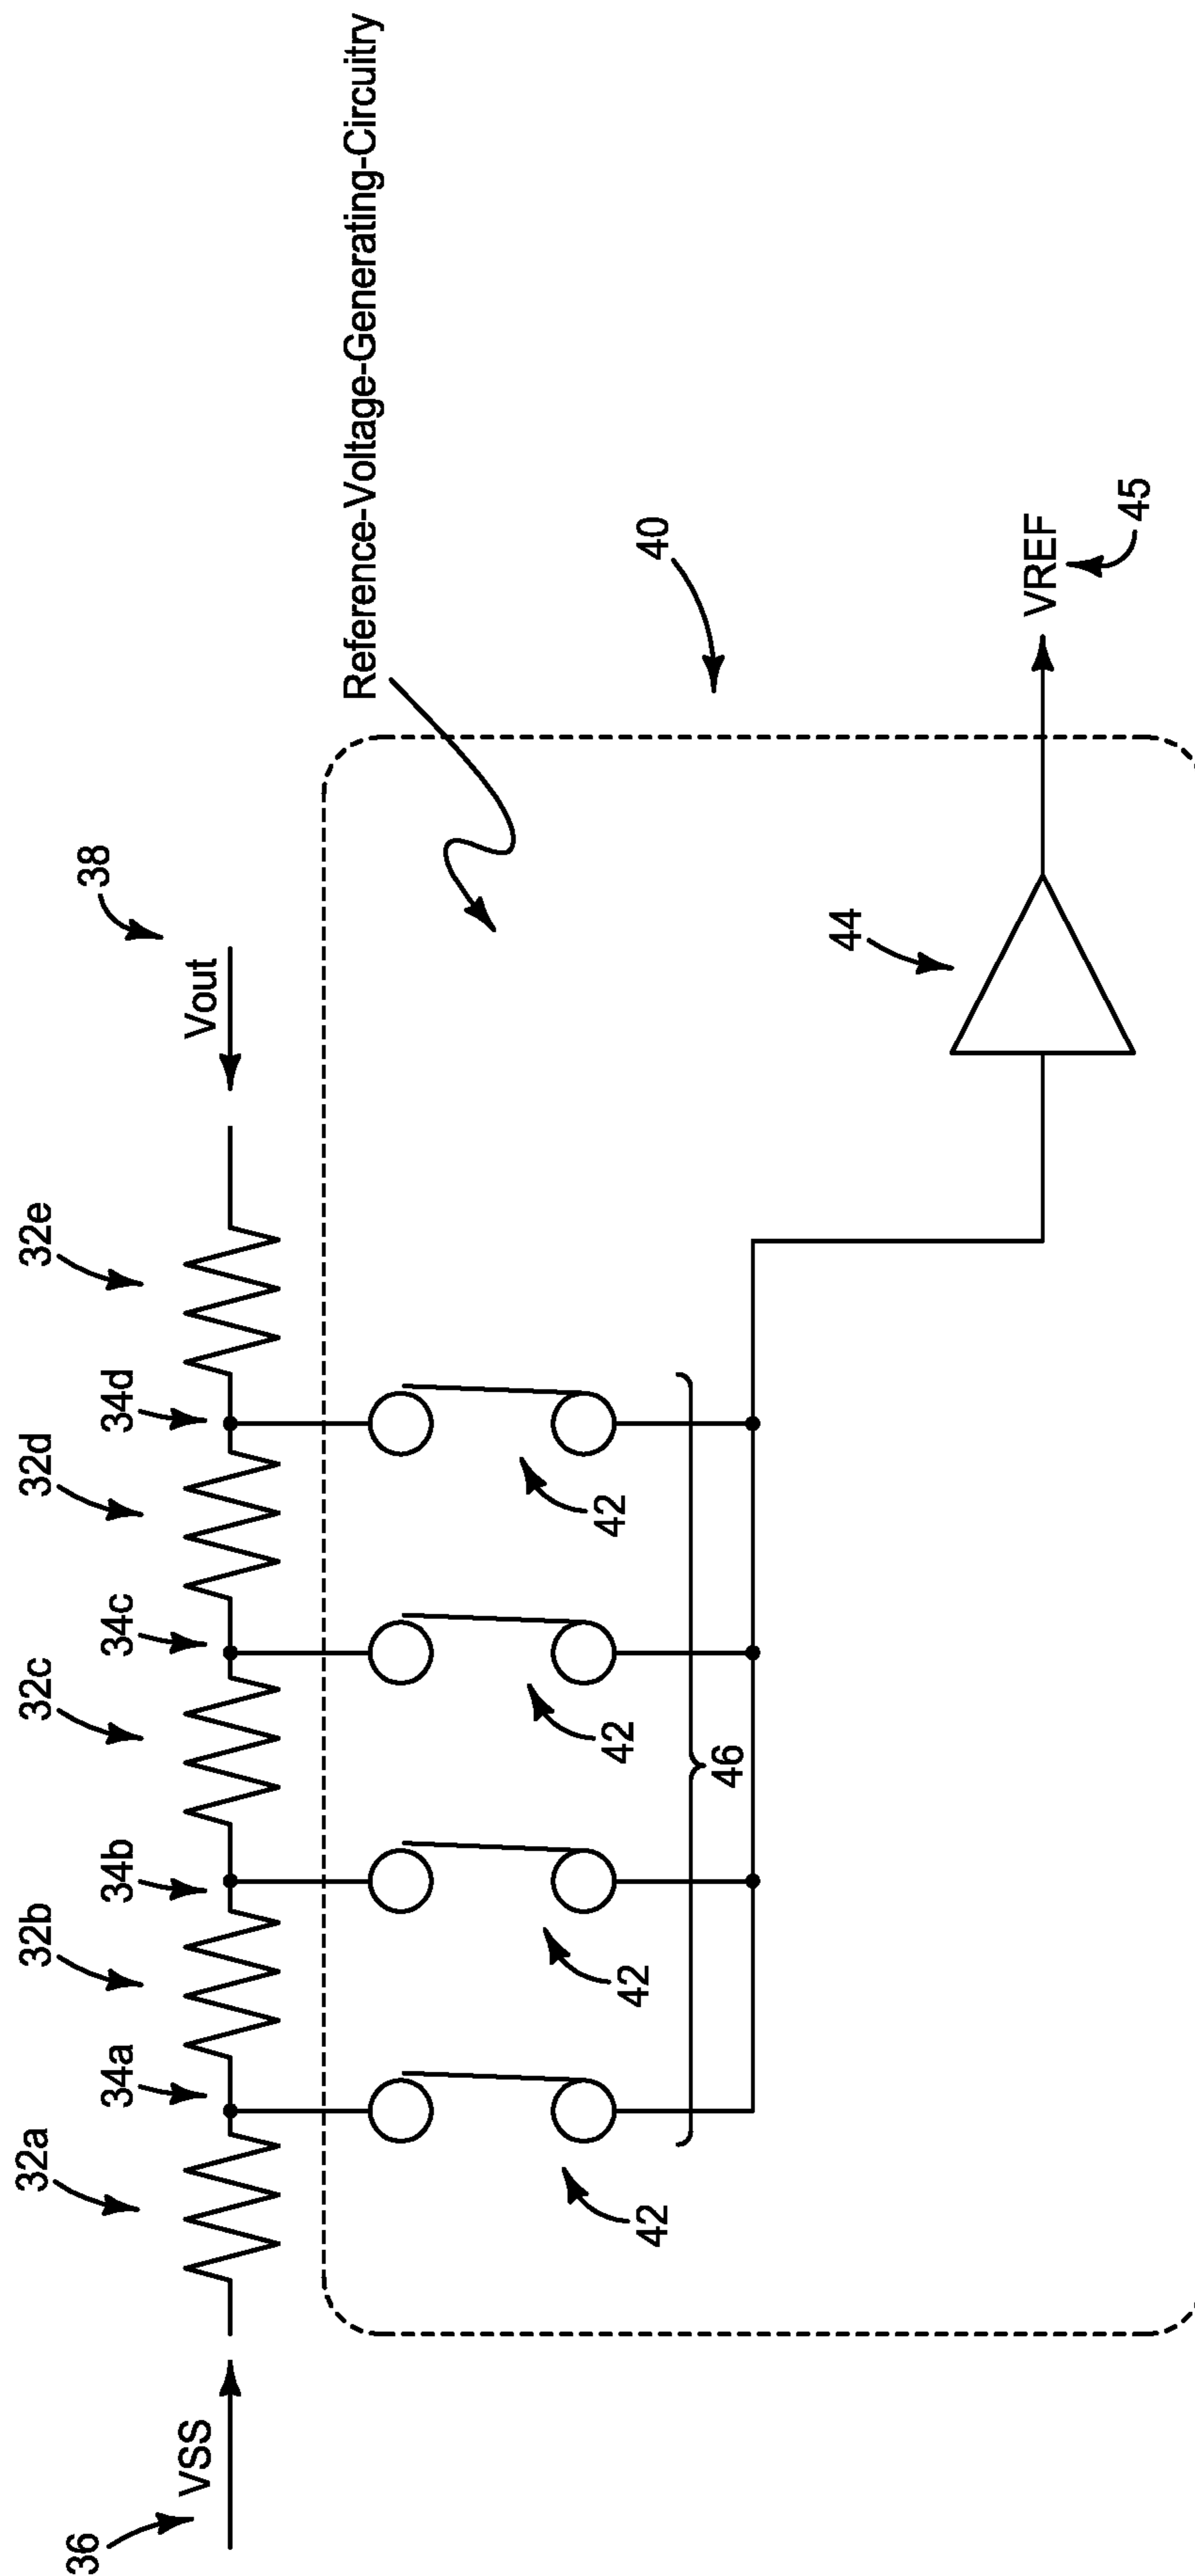 36
VSS
32a
34a
32b
34b
32c
34c
32d
34d
32e
Vout
38
Reference-Voltage-Generating-Circuitry
40
42
42
42
42
46
44
VREF
45